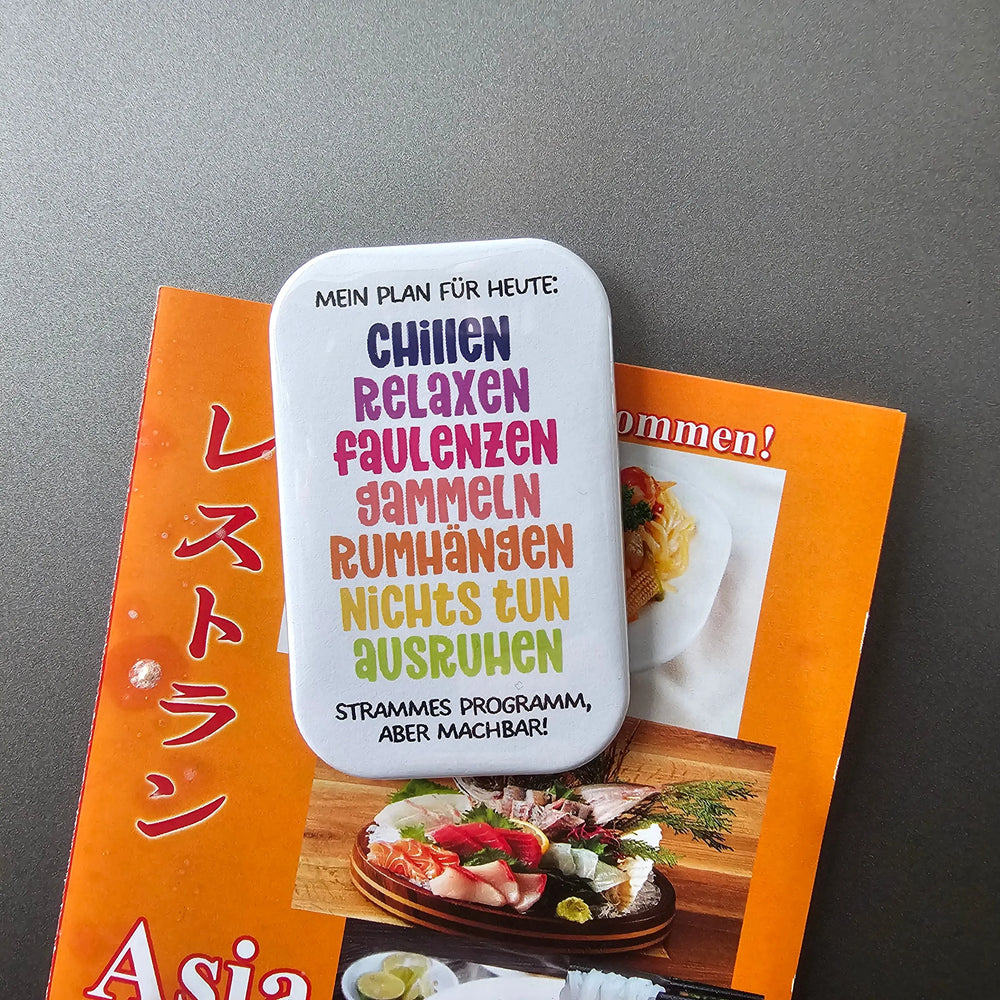 MEIN PLAN FÜR HEUTE:
CHILLEN
RELAXEN
FAULENZEN
GAMMELN
RUMHÄNGEN
NICHTS TUN
AUSRUHEN
STRAMMES PROGRAMM,
ABER MACHBAR!
ommen!
レストラン
Asia